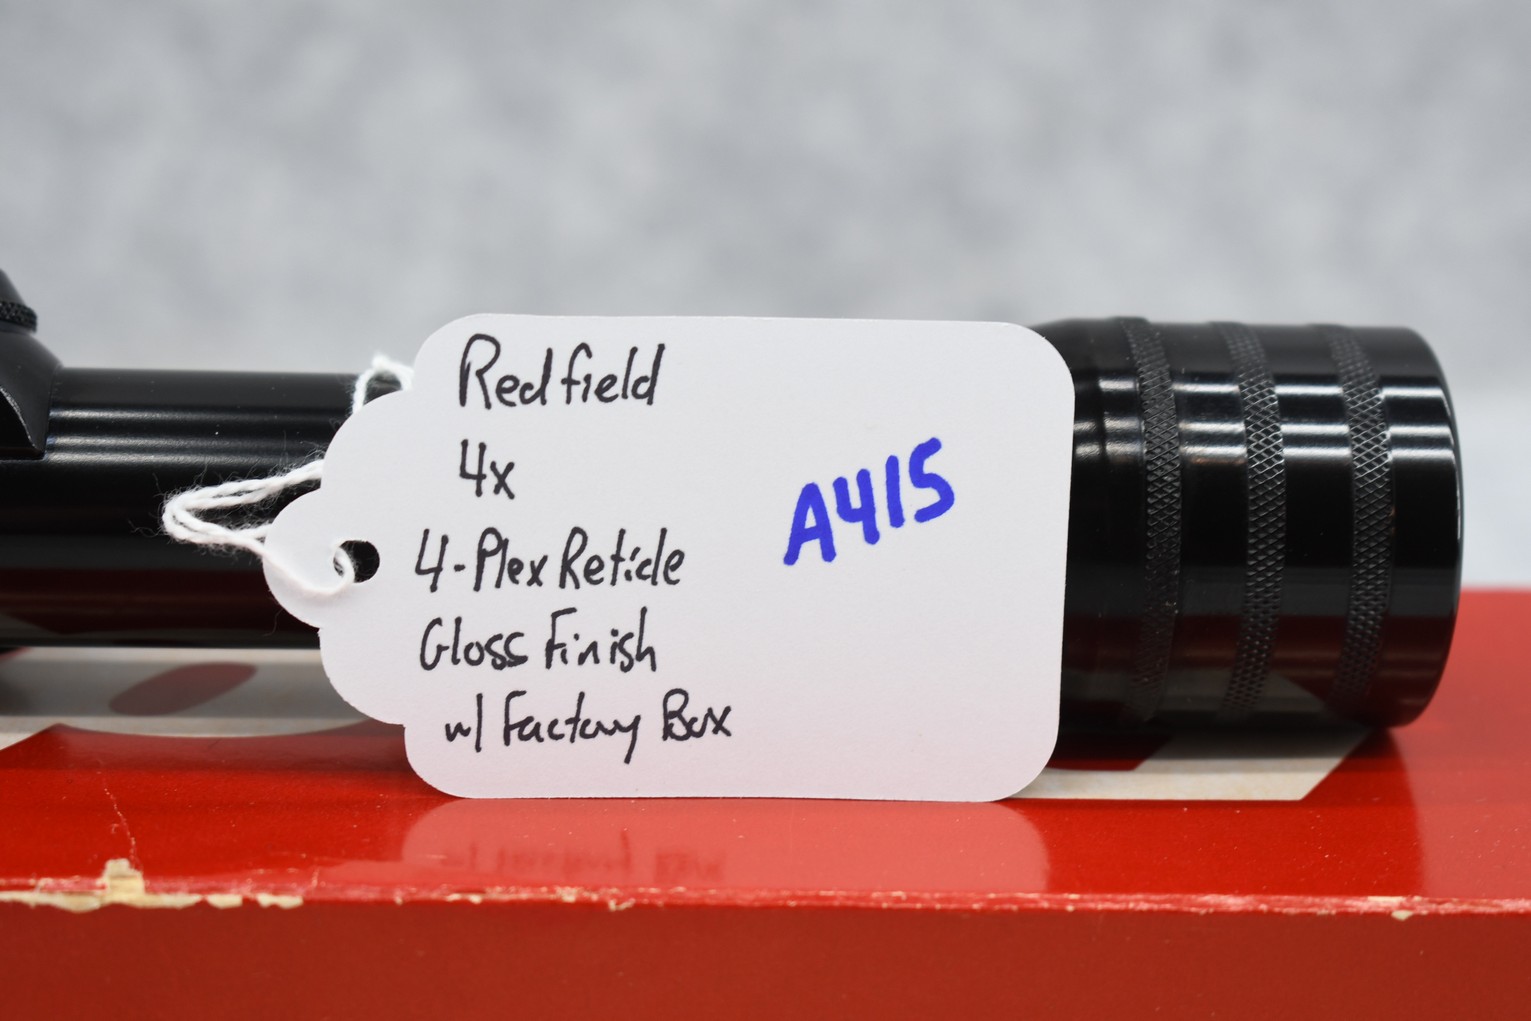 Redfield
4x
4-Plex Reticle
Gloss Finish
w/ Factory Box
A415